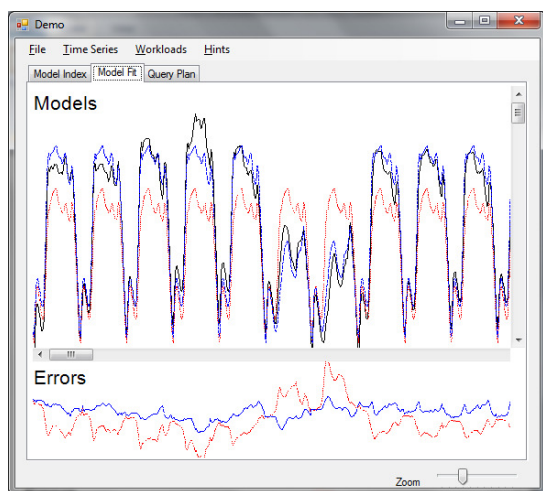 Demo
File Time Series Workloads Hints
Model Index Model Fit Query Plan
Models
Errors
Zoom